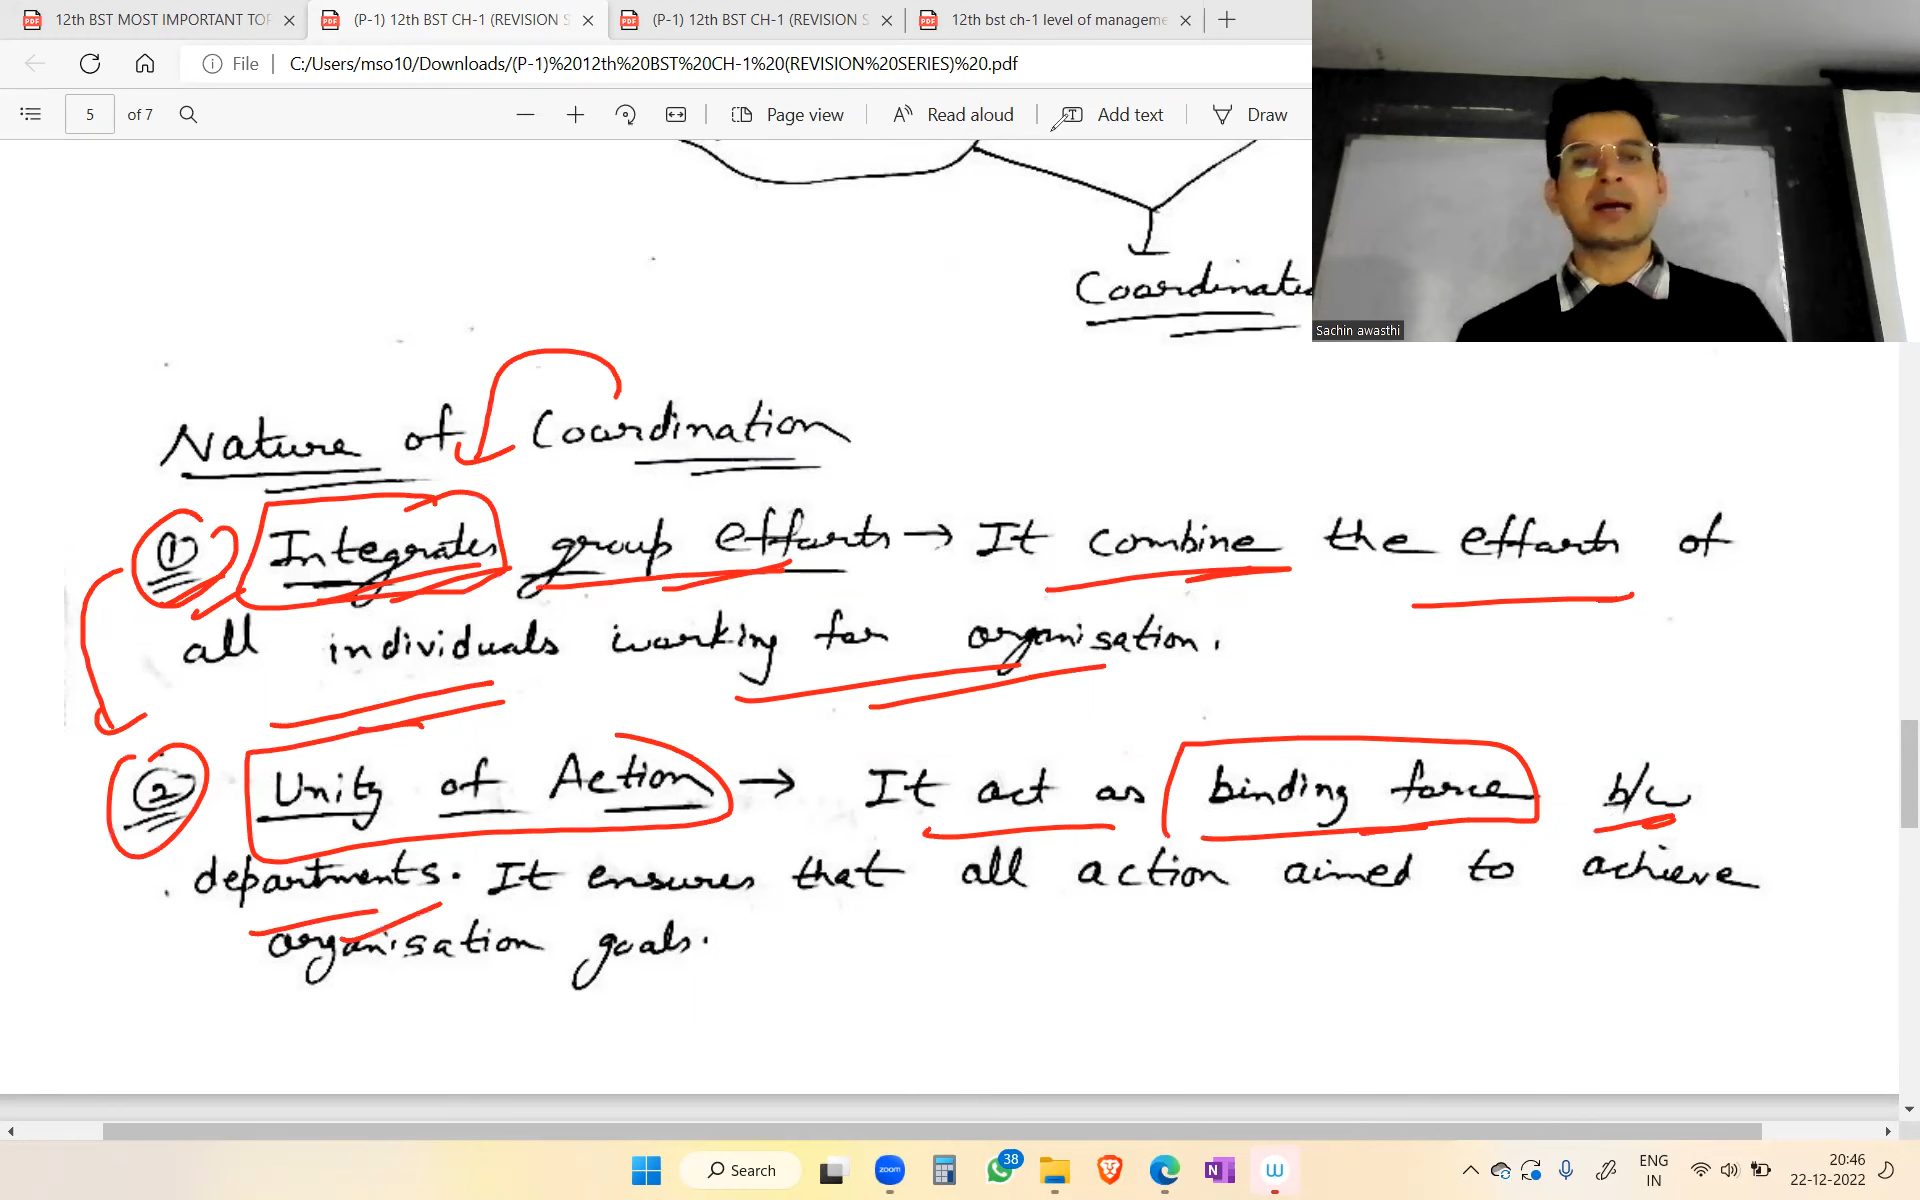 12th BST MOST IMPORTANT TOP
(P-1) 12th BST CH-1 (REVISION S
(P-1) 12th BST CH-1 (REVISION S
12th bst ch-1 level of manageme
File
C:/Users/mso10/Downloads/(P-1)%2012th%20BST%20CH-1%20(REVISION%20SERIES)%20.pdf
5 of 7
Page view
Read aloud
Add text
Draw
Sachin awasthi
Coordinatio
Nature of Coordination
① Integrates group efforts → It combine the efforts of
all individuals working for organisation.
② Unity of Action → It act as binding force b/w
departments. It ensures that all action aimed to achieve
organisation goals.
Search
zoom
38
N
W
ENG
IN
20:46
22-12-2022